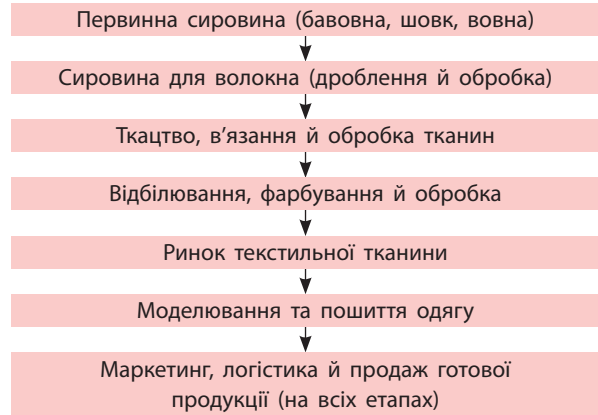 Первинна сировина (бавовна, шовк, вовна)
Сировина для волокна (дроблення й обробка)
Ткацтво, в’язання й обробка тканин
Відбілювання, фарбування й обробка
Ринок текстильної тканини
Моделювання та пошиття одягу
Маркетинг, логістика й продаж готової
продукції (на всіх етапах)